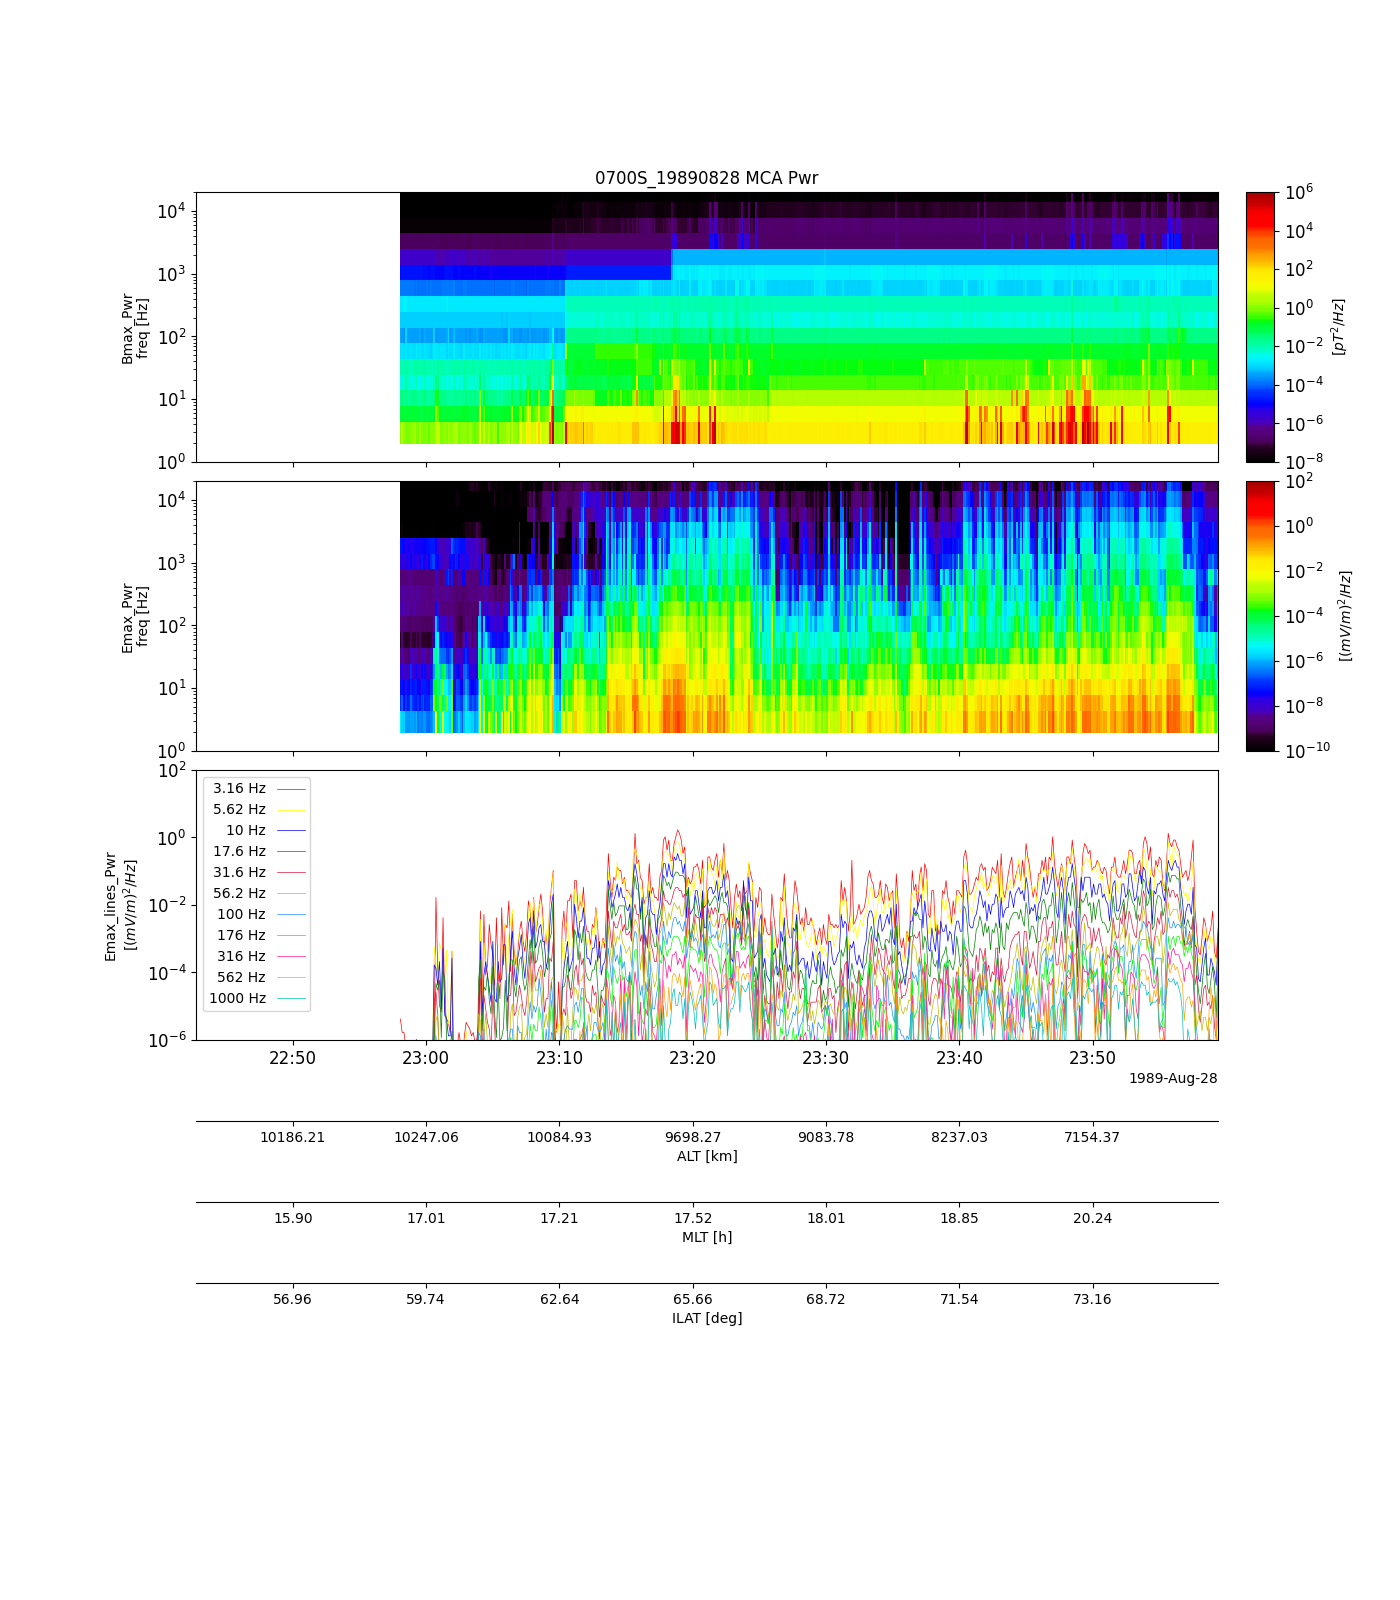 0700S_19890828 MCA Pwr
10^4
10^3
10^2
10^1
10^0
Bmax_Pwr
freq [Hz]
10^6
10^4
10^2
10^0
10^-2
10^-4
10^-6
10^-8
[pT^2/Hz]
10^4
10^3
10^2
10^1
10^0
Emax_Pwr
freq [Hz]
10^2
10^0
10^-2
10^-4
10^-6
10^-8
10^-10
[(mV/m)^2/Hz]
10^2
10^0
10^-2
10^-4
10^-6
Emax_lines_Pwr
[(mV/m)^2/Hz]
3.16 Hz
5.62 Hz
10 Hz
17.6 Hz
31.6 Hz
56.2 Hz
100 Hz
176 Hz
316 Hz
562 Hz
1000 Hz
22:50 23:00 23:10 23:20 23:30 23:40 23:50
1989-Aug-28
10186.21 10247.06 10084.93 9698.27 9083.78 8237.03 7154.37
ALT [km]
15.90 17.01 17.21 17.52 18.01 18.85 20.24
MLT [h]
56.96 59.74 62.64 65.66 68.72 71.54 73.16
ILAT [deg]